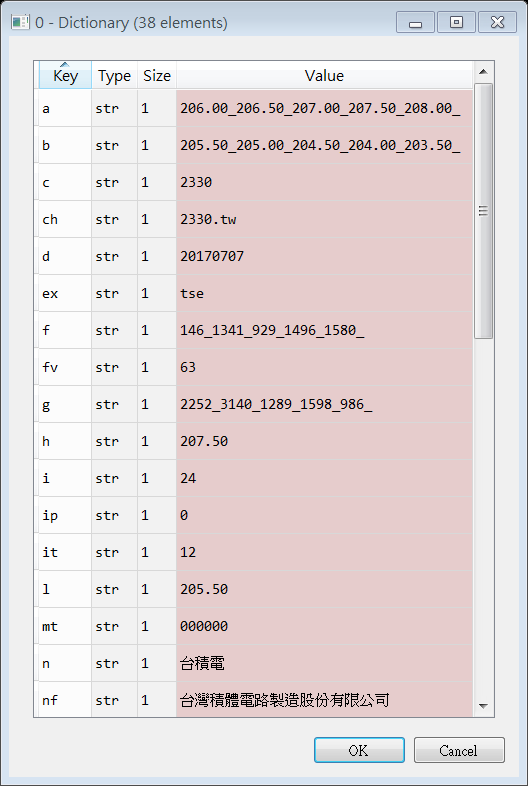 0 - Dictionary (38 elements)
Key Type Size Value
a str 1 206.00_206.50_207.00_207.50_208.00_
b str 1 205.50_205.00_204.50_204.00_203.50_
c str 1 2330
ch str 1 2330.tw
d str 1 20170707
ex str 1 tse
f str 1 146_1341_929_1496_1580_
fv str 1 63
g str 1 2252_3140_1289_1598_986_
h str 1 207.50
i str 1 24
ip str 1 0
it str 1 12
l str 1 205.50
mt str 1 000000
n str 1 台積電
nf str 1 台灣積體電路製造股份有限公司
OK Cancel